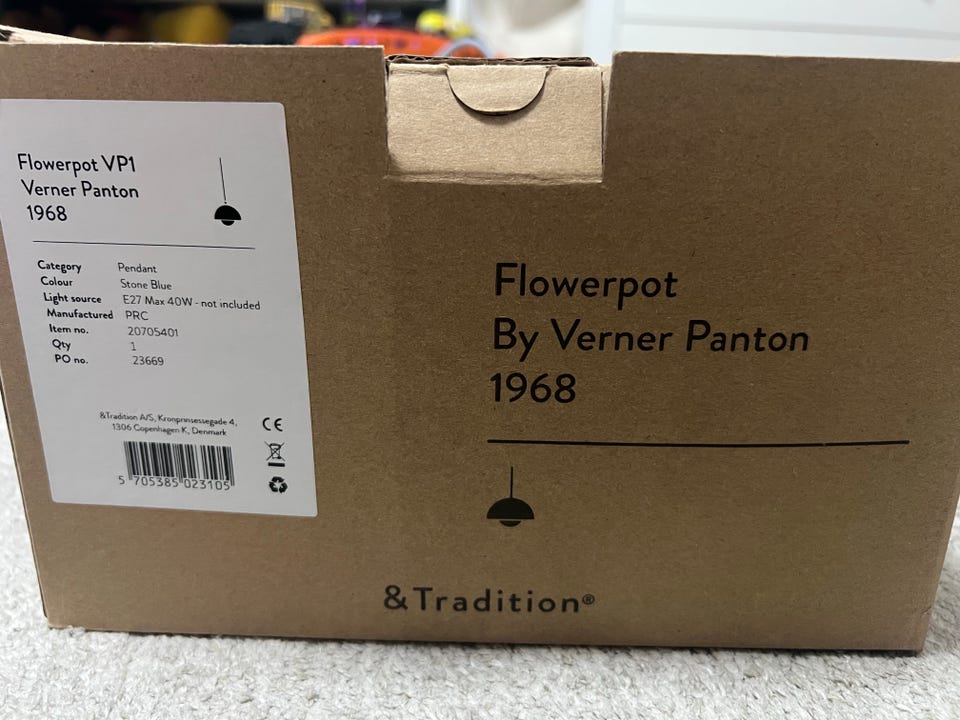 Flowerpot VP1
Verner Panton
1968
Category Pendant
Colour Stone Blue
Light source E27 Max 40W - not included
Manufactured PRC
Item no. 20705401
Qty 1
PO no. 23669
&Tradition A/S, Kronprinsessegade 4,
1306 Copenhagen K, Denmark
CE
5 705385 023105
Flowerpot
By Verner Panton
1968
&Tradition®